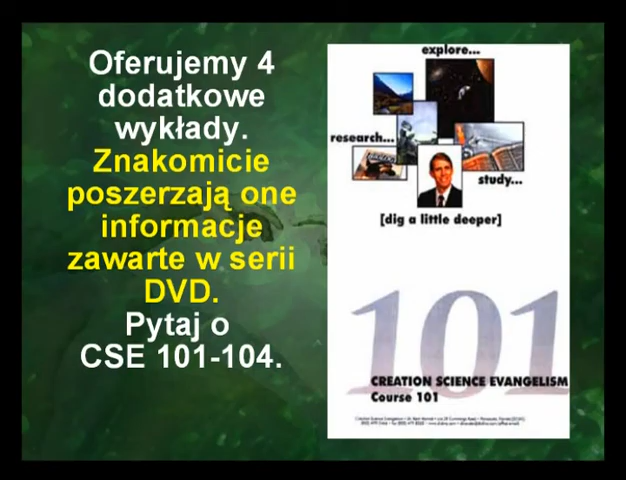 Oferujemy 4
dodatkowe
wykłady.
Znakomicie
poszerzają one
informacje
zawarte w serii
DVD.
Pytaj o
CSE 101-104.
explore...
research...
study...
[dig a little deeper]
101
CREATION SCIENCE EVANGELISM
Course 101